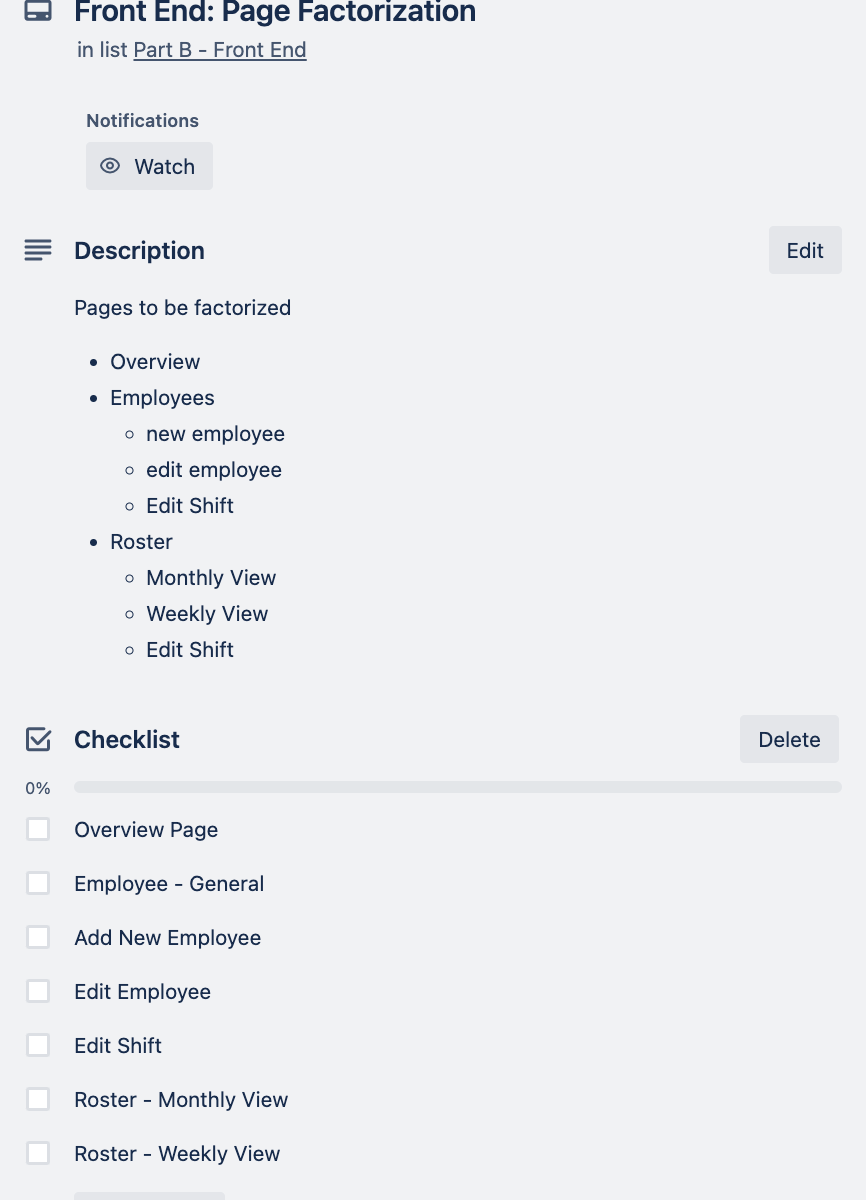 Front End: Page Factorization
in list Part B - Front End
Notifications
Watch
Description
Edit
Pages to be factorized
Overview
Employees
new employee
edit employee
Edit Shift
Roster
Monthly View
Weekly View
Edit Shift
Checklist
Delete
0%
Overview Page
Employee - General
Add New Employee
Edit Employee
Edit Shift
Roster - Monthly View
Roster - Weekly View